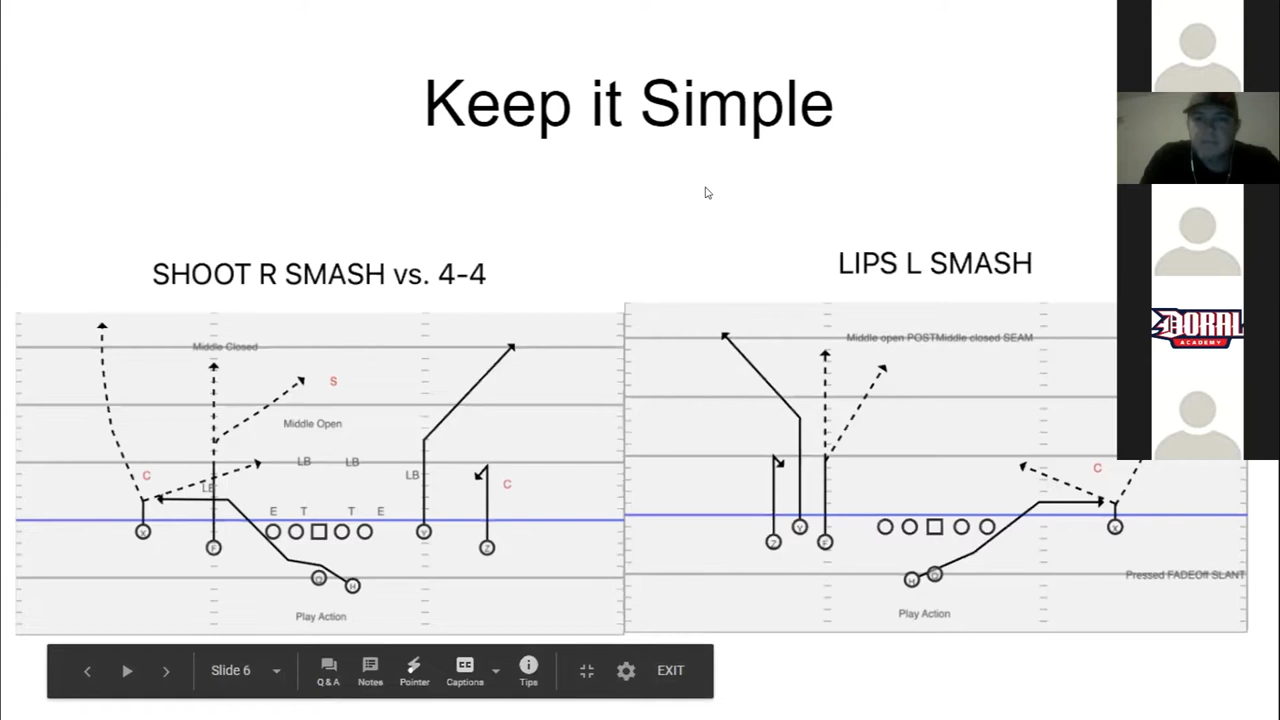 Keep it Simple
SHOOT R SMASH vs. 4-4
LIPS L SMASH
Middle Closed
S
Middle Open
C
LB
LB
LB
LB
C
E
T
T
E
X
F
Y
Z
Q
H
Play Action
Middle open POSTMiddle closed SEAM
C
Z
Y
F
X
H
Q
Pressed FADEOff SLANT
Play Action
DORAL
ACADEMY
Slide 6
Q & A
Notes
Pointer
CC
Captions
Tips
EXIT